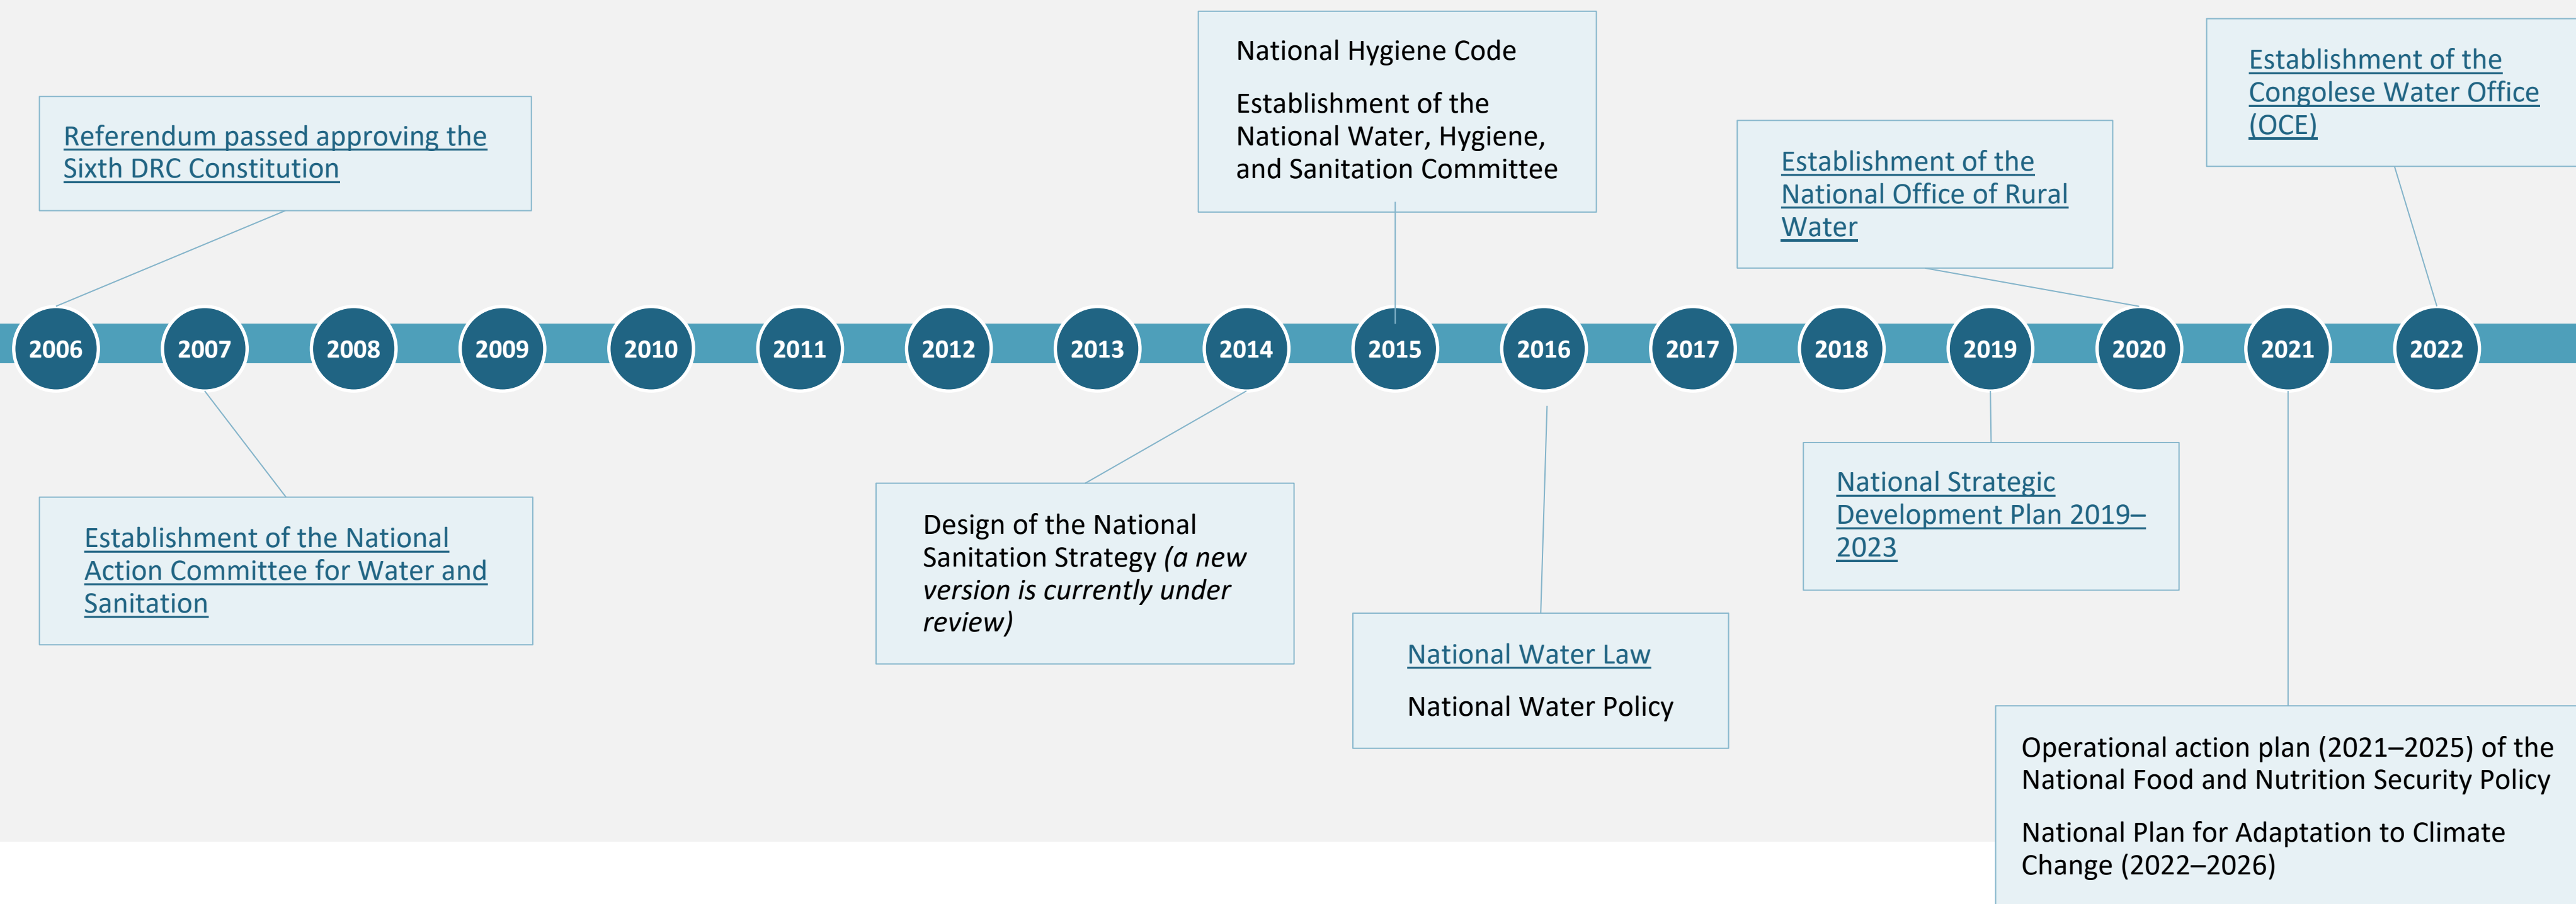 National Hygiene Code
Establishment of the
National Water, Hygiene,
and Sanitation Committee
Establishment of the
Congolese Water Office
(OCE)
Referendum passed approving the
Sixth DRC Constitution
Establishment of the
National Office of Rural
Water
2006 2007 2008 2009 2010 2011 2012 2013 2014 2015 2016 2017 2018 2019 2020 2021 2022
Establishment of the National
Action Committee for Water and
Sanitation
Design of the National
Sanitation Strategy (a new
version is currently under
review)
National Water Law
National Water Policy
National Strategic
Development Plan 2019–
2023
Operational action plan (2021–2025) of the
National Food and Nutrition Security Policy
National Plan for Adaptation to Climate
Change (2022–2026)